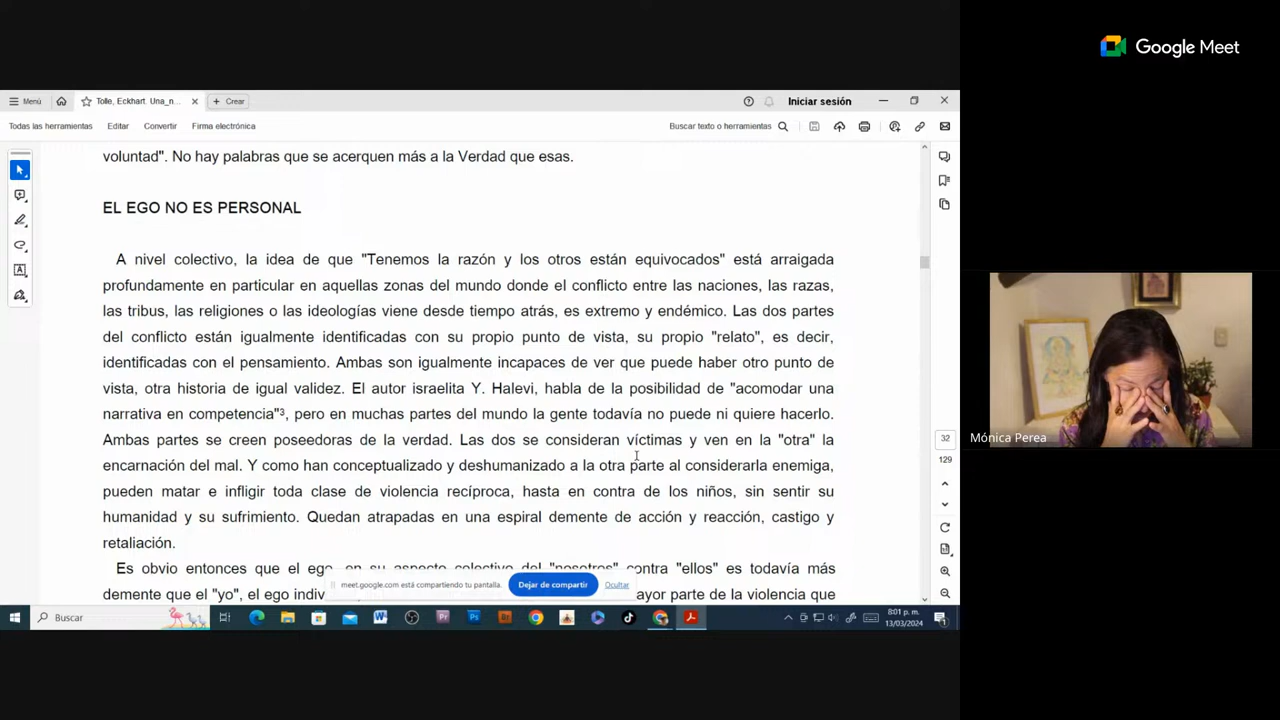 Google Meet
Menú
Tolle, Eckhart. Una_n...
Crear
Iniciar sesión
Todas las herramientas
Editar
Convertir
Firma electrónica
Buscar texto o herramientas
voluntad". No hay palabras que se acerquen más a la Verdad que esas.
EL EGO NO ES PERSONAL
A nivel colectivo, la idea de que "Tenemos la razón y los otros están equivocados" está arraigada
profundamente en particular en aquellas zonas del mundo donde el conflicto entre las naciones, las razas,
las tribus, las religiones o las ideologías viene desde tiempo atrás, es extremo y endémico. Las dos partes
del conflicto están igualmente identificadas con su propio punto de vista, su propio "relato", es decir,
identificadas con el pensamiento. Ambas son igualmente incapaces de ver que puede haber otro punto de
vista, otra historia de igual validez. El autor israelita Y. Halevi, habla de la posibilidad de "acomodar una
narrativa en competencia"³, pero en muchas partes del mundo la gente todavía no puede ni quiere hacerlo.
Ambas partes se creen poseedoras de la verdad. Las dos se consideran víctimas y ven en la "otra" la
encarnación del mal. Y como han conceptualizado y deshumanizado a la otra parte al considerarla enemiga,
pueden matar e infligir toda clase de violencia recíproca, hasta en contra de los niños, sin sentir su
humanidad y su sufrimiento. Quedan atrapadas en una espiral demente de acción y reacción, castigo y
retaliación.
Es obvio entonces que el ego, en su aspecto colectivo del "nosotros" contra "ellos" es todavía más
demente que el "yo", el ego indiv ayor parte de la violencia que
meet.google.com está compartiendo tu pantalla.
Dejar de compartir
Ocultar
32
129
Mónica Perea
Buscar
8:01 p. m.
13/03/2024